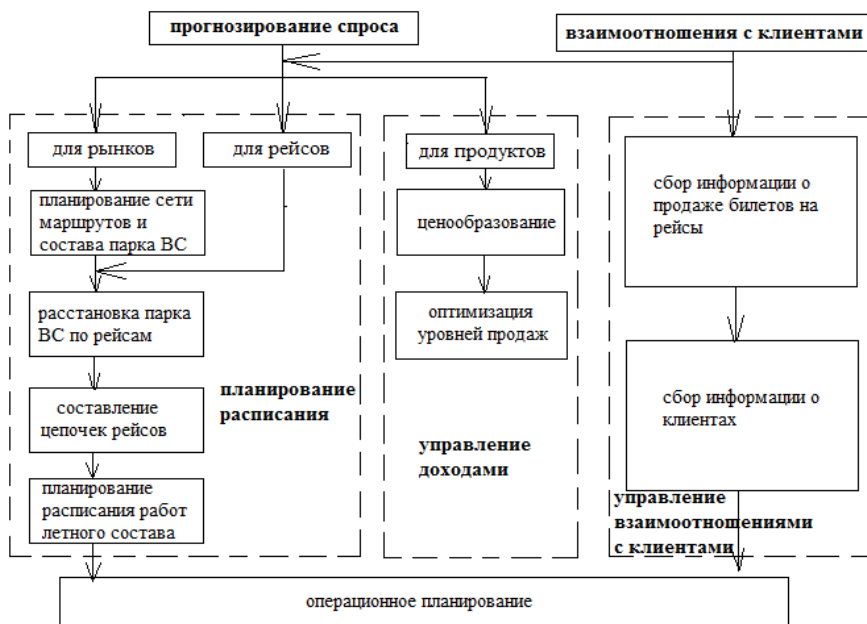 прогнозирование спроса
взаимоотношения с клиентами
для рынков
для рейсов
для продуктов
планирование сети
маршрутов и
состава парка ВС
ценообразование
сбор информации о
продаже билетов на
рейсы
расстановка парка
ВС по рейсам
оптимизация
уровней продаж
составление
цепочек рейсов
планирование
расписания
сбор информации о
клиентах
управление
доходами
планирование
расписания работ
летного состава
управление
взаимоотношениями
с клиентами
операционное планирование